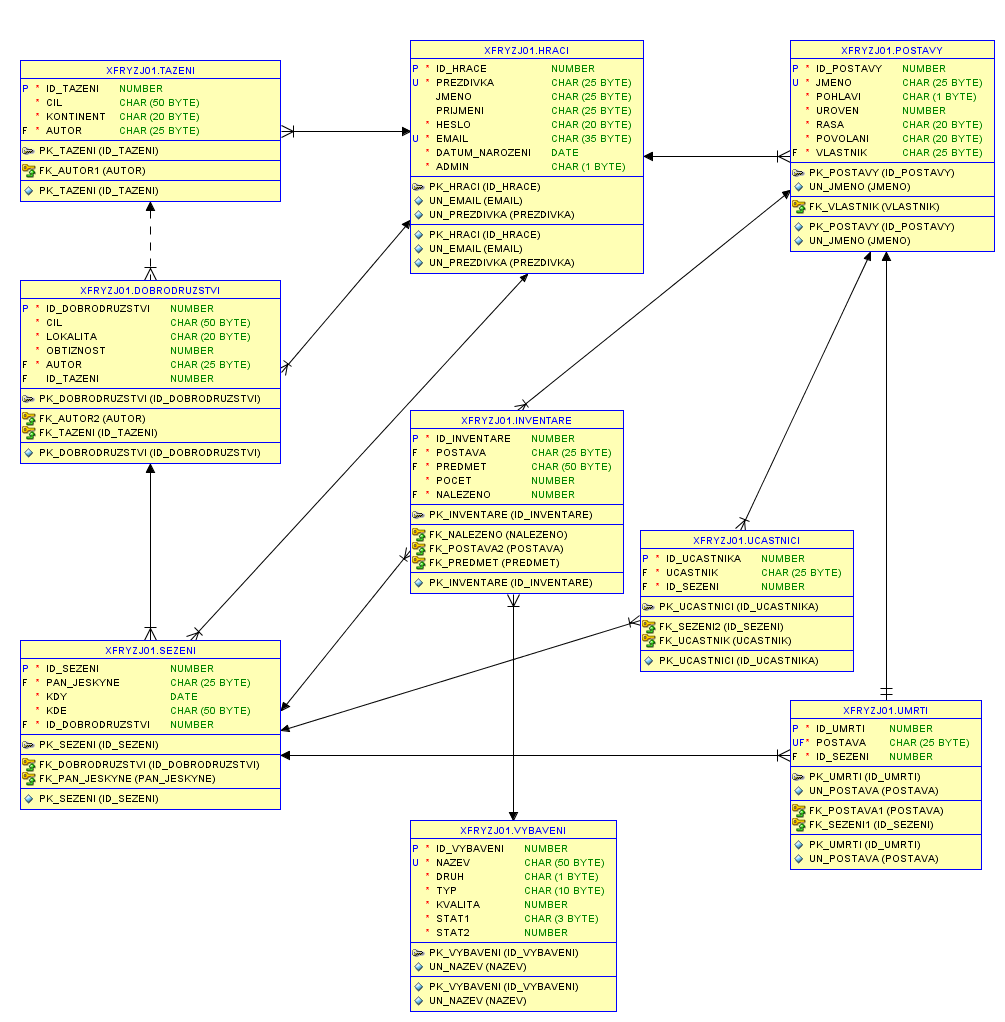 XFRYZJ01.TAZENI
P * ID_TAZENI NUMBER
* CIL CHAR (50 BYTE)
* KONTINENT CHAR (20 BYTE)
F * AUTOR CHAR (25 BYTE)
PK_TAZENI (ID_TAZENI)
FK_AUTOR1 (AUTOR)
PK_TAZENI (ID_TAZENI)
XFRYZJ01.HRACI
P * ID_HRACE NUMBER
U * PREZDIVKA CHAR (25 BYTE)
JMENO CHAR (25 BYTE)
PRIJMENI CHAR (25 BYTE)
* HESLO CHAR (20 BYTE)
U * EMAIL CHAR (35 BYTE)
* DATUM_NAROZENI DATE
* ADMIN CHAR (1 BYTE)
PK_HRACI (ID_HRACE)
UN_EMAIL (EMAIL)
UN_PREZDIVKA (PREZDIVKA)
PK_HRACI (ID_HRACE)
UN_EMAIL (EMAIL)
UN_PREZDIVKA (PREZDIVKA)
XFRYZJ01.POSTAVY
P * ID_POSTAVY NUMBER
U * JMENO CHAR (25 BYTE)
* POHLAVI CHAR (1 BYTE)
* UROVEN NUMBER
* RASA CHAR (20 BYTE)
* POVOLANI CHAR (20 BYTE)
F * VLASTNIK CHAR (25 BYTE)
PK_POSTAVY (ID_POSTAVY)
UN_JMENO (JMENO)
FK_VLASTNIK (VLASTNIK)
PK_POSTAVY (ID_POSTAVY)
UN_JMENO (JMENO)
XFRYZJ01.DOBRODRUZSTVI
P * ID_DOBRODRUZSTVI NUMBER
* CIL CHAR (50 BYTE)
* LOKALITA CHAR (20 BYTE)
* OBTIZNOST NUMBER
F * AUTOR CHAR (25 BYTE)
F ID_TAZENI NUMBER
PK_DOBRODRUZSTVI (ID_DOBRODRUZSTVI)
FK_AUTOR2 (AUTOR)
FK_TAZENI (ID_TAZENI)
PK_DOBRODRUZSTVI (ID_DOBRODRUZSTVI)
XFRYZJ01.INVENTARE
P * ID_INVENTARE NUMBER
F * POSTAVA CHAR (25 BYTE)
F * PREDMET CHAR (50 BYTE)
* POCET NUMBER
F * NALEZENO NUMBER
PK_INVENTARE (ID_INVENTARE)
FK_NALEZENO (NALEZENO)
FK_POSTAVA2 (POSTAVA)
FK_PREDMET (PREDMET)
PK_INVENTARE (ID_INVENTARE)
XFRYZJ01.UCASTNICI
P * ID_UCASTNIKA NUMBER
F * UCASTNIK CHAR (25 BYTE)
F * ID_SEZENI NUMBER
PK_UCASTNICI (ID_UCASTNIKA)
FK_SEZENI2 (ID_SEZENI)
FK_UCASTNIK (UCASTNIK)
PK_UCASTNICI (ID_UCASTNIKA)
XFRYZJ01.SEZENI
P * ID_SEZENI NUMBER
F * PAN_JESKYNE CHAR (25 BYTE)
* KDY DATE
* KDE CHAR (50 BYTE)
F * ID_DOBRODRUZSTVI NUMBER
PK_SEZENI (ID_SEZENI)
FK_DOBRODRUZSTVI (ID_DOBRODRUZSTVI)
FK_PAN_JESKYNE (PAN_JESKYNE)
PK_SEZENI (ID_SEZENI)
XFRYZJ01.UMRTI
P * ID_UMRTI NUMBER
UF* POSTAVA CHAR (25 BYTE)
F * ID_SEZENI NUMBER
PK_UMRTI (ID_UMRTI)
UN_POSTAVA (POSTAVA)
FK_POSTAVA1 (POSTAVA)
FK_SEZENI1 (ID_SEZENI)
PK_UMRTI (ID_UMRTI)
UN_POSTAVA (POSTAVA)
XFRYZJ01.VYBAVENI
P * ID_VYBAVENI NUMBER
U * NAZEV CHAR (50 BYTE)
* DRUH CHAR (1 BYTE)
* TYP CHAR (10 BYTE)
* KVALITA NUMBER
* STAT1 CHAR (3 BYTE)
* STAT2 NUMBER
PK_VYBAVENI (ID_VYBAVENI)
UN_NAZEV (NAZEV)
PK_VYBAVENI (ID_VYBAVENI)
UN_NAZEV (NAZEV)